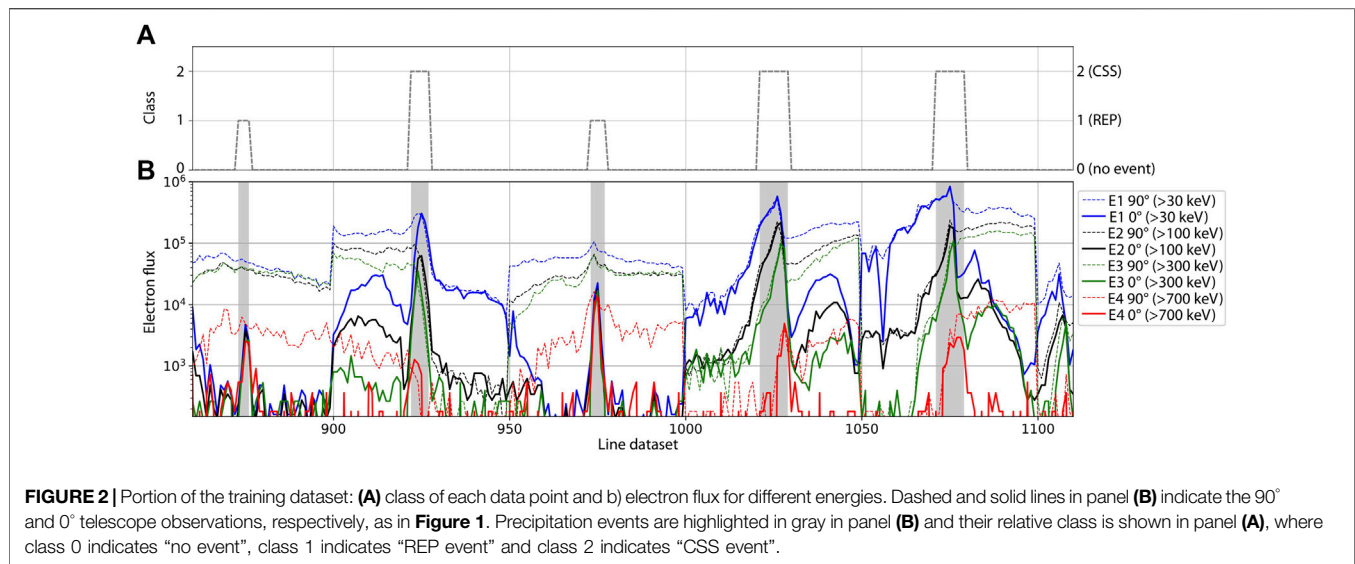 A
2
1
0
Class
2 (CSS)
1 (REP)
0 (no event)
B
10⁶
10⁵
10⁴
10³
Electron flux
900
950
1000
1050
1100
Line dataset
E1 90° (>30 keV)
E1 0° (>30 keV)
E2 90° (>100 keV)
E2 0° (>100 keV)
E3 90° (>300 keV)
E3 0° (>300 keV)
E4 90° (>700 keV)
E4 0° (>700 keV)
FIGURE 2 | Portion of the training dataset: (A) class of each data point and b) electron flux for different energies. Dashed and solid lines in panel (B) indicate the 90°
and 0° telescope observations, respectively, as in Figure 1. Precipitation events are highlighted in gray in panel (B) and their relative class is shown in panel (A), where
class 0 indicates “no event”, class 1 indicates “REP event” and class 2 indicates “CSS event”.